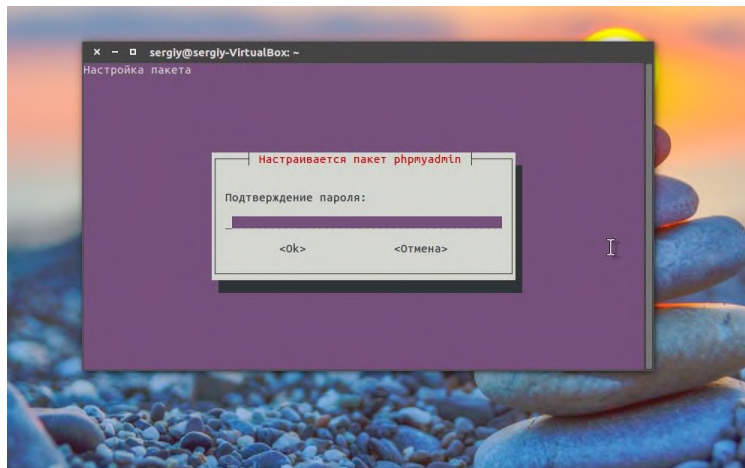 sergiy@sergiy-VirtualBox: ~
Настройка пакета
Настраивается пакет phpmyadmin
Подтверждение пароля:
<Ok> <Отмена>